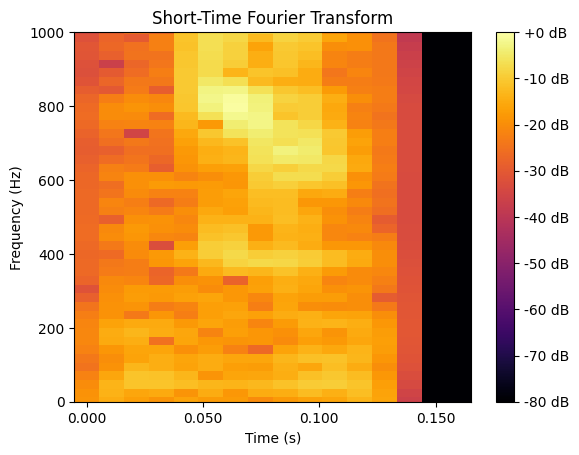 Short-Time Fourier Transform
1000
800
600
400
200
0
Frequency (Hz)
0.000
0.050
0.100
0.150
Time (s)
+0 dB
-10 dB
-20 dB
-30 dB
-40 dB
-50 dB
-60 dB
-70 dB
-80 dB